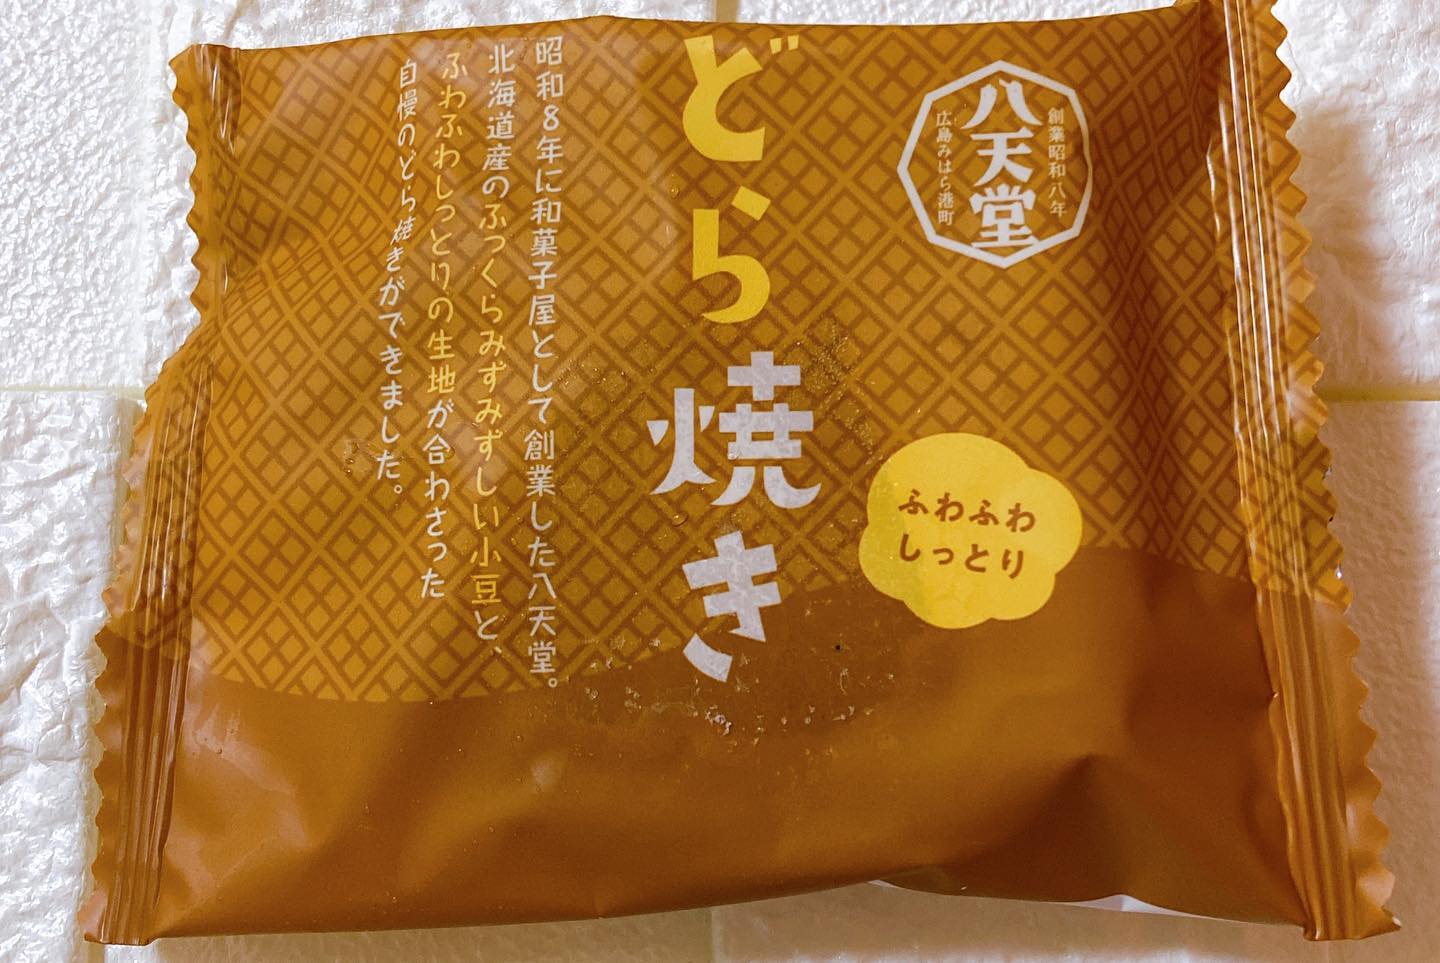 創業昭和八年
八天堂
広島みはら港町
どら焼き
ふわふわ
しっとり
昭和8年に和菓子屋として創業した八天堂。
北海道産のふっくらみずみずしい小豆と、
ふわふわしっとりの生地が合わさった
自慢のどら焼きができました。